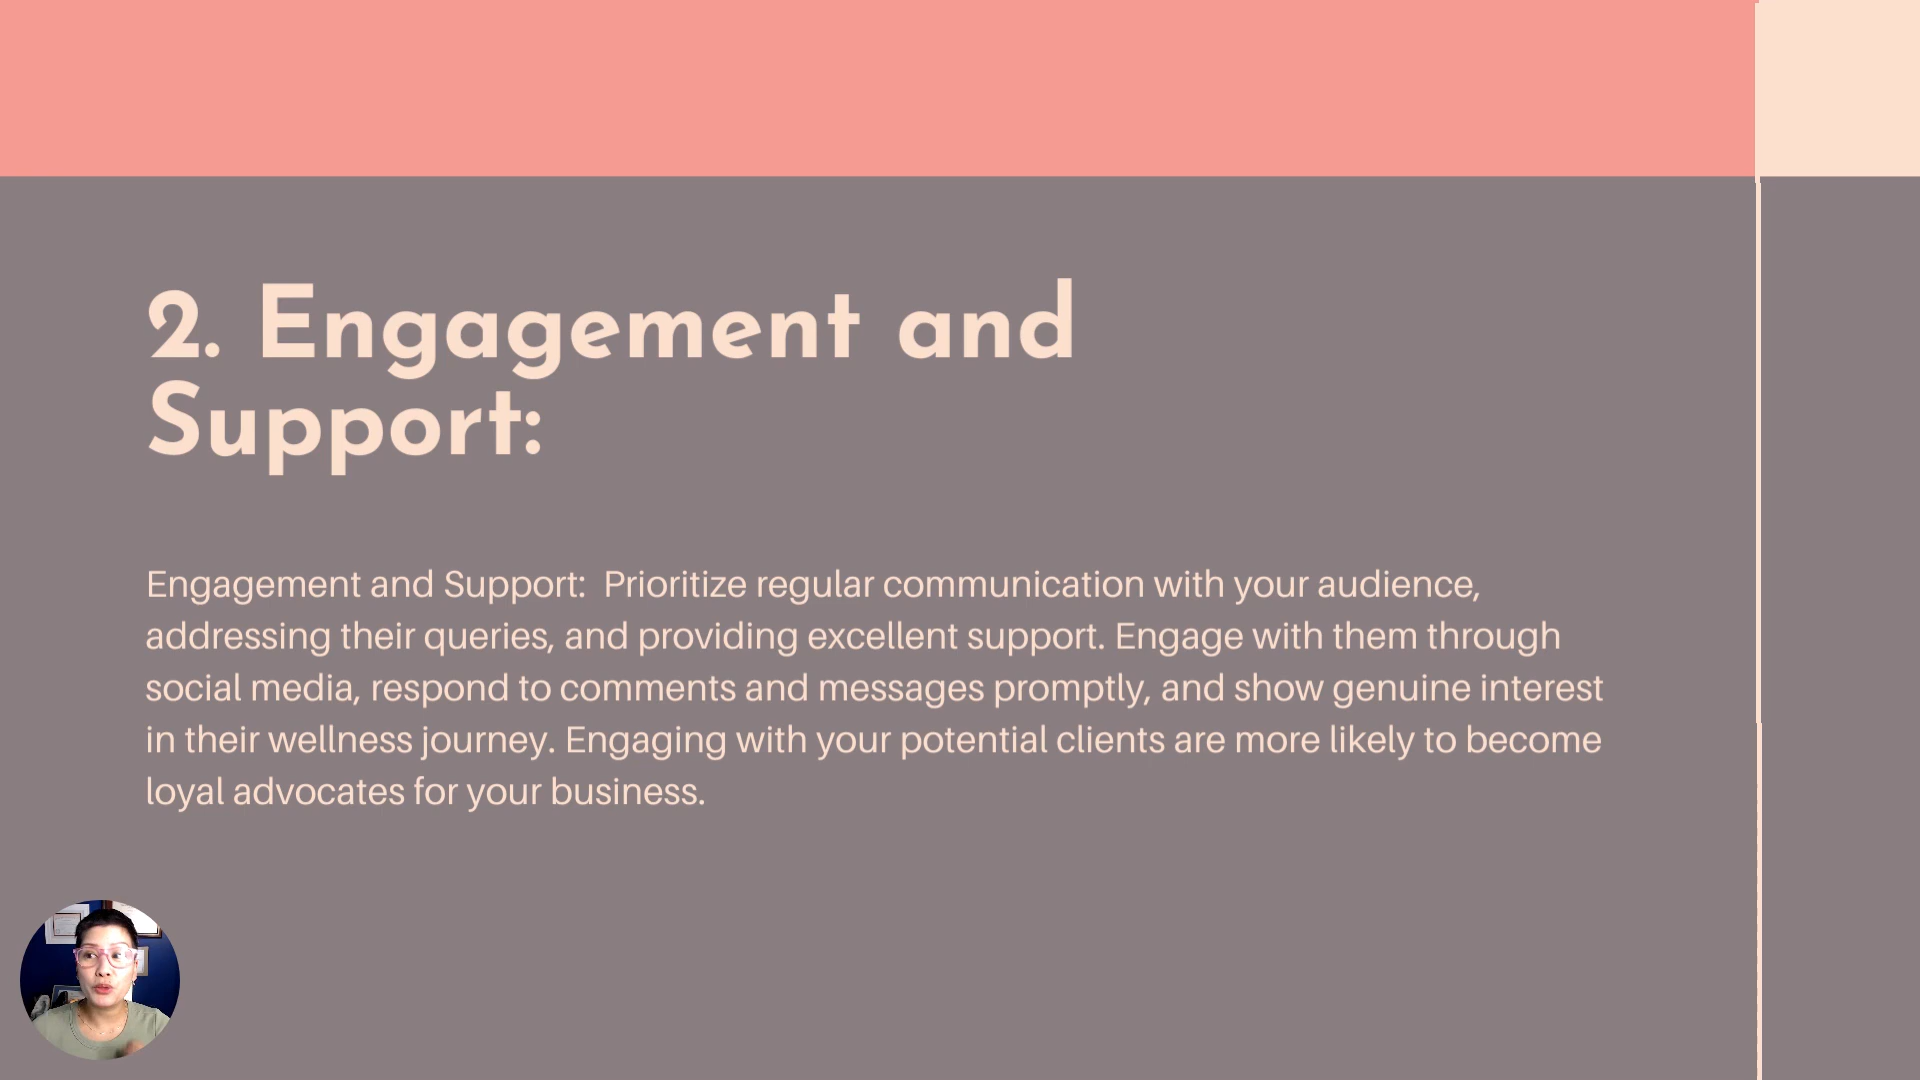 2. Engagement and
Support:
Engagement and Support:  Prioritize regular communication with your audience,
addressing their queries, and providing excellent support. Engage with them through
social media, respond to comments and messages promptly, and show genuine interest
in their wellness journey. Engaging with your potential clients are more likely to become
loyal advocates for your business.